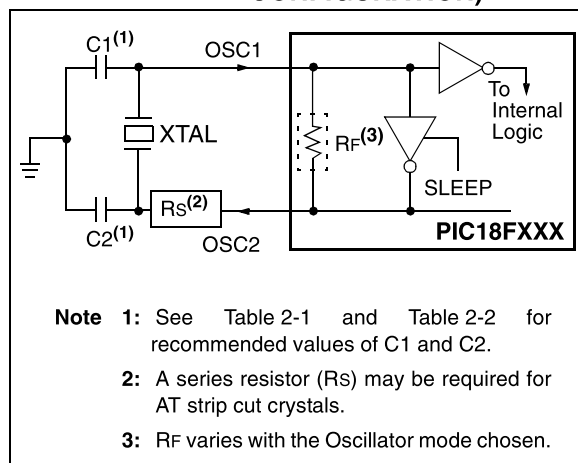 C1(1)
OSC1
To
Internal
Logic
XTAL
RF(3)
SLEEP
RS(2)
C2(1)
OSC2
PIC18FXXX
Note 1: See Table 2-1 and Table 2-2 for
recommended values of C1 and C2.
2: A series resistor (RS) may be required for
AT strip cut crystals.
3: RF varies with the Oscillator mode chosen.